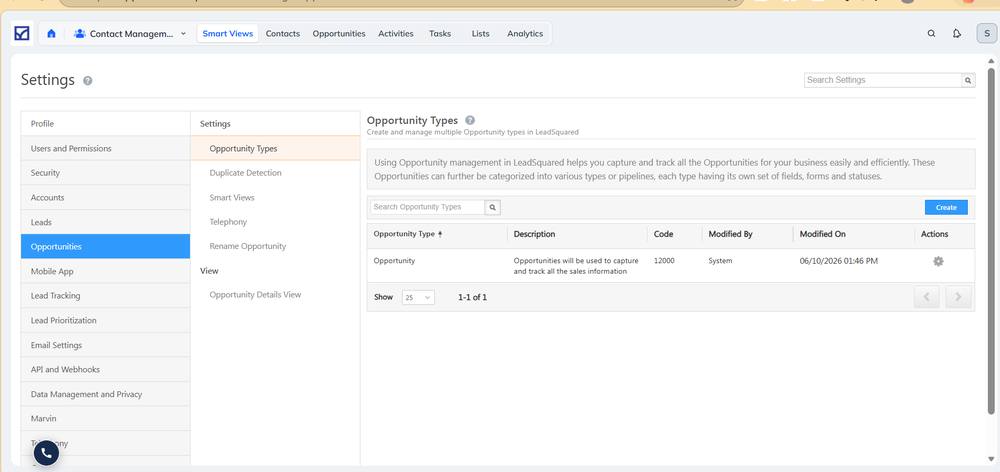 Contact Managem...
Smart Views
Contacts
Opportunities
Activities
Tasks
Lists
Analytics
S
Settings ?
Search Settings
Profile
Users and Permissions
Security
Accounts
Leads
Opportunities
Mobile App
Lead Tracking
Lead Prioritization
Email Settings
API and Webhooks
Data Management and Privacy
Marvin
Settings
Opportunity Types
Duplicate Detection
Smart Views
Telephony
Rename Opportunity
View
Opportunity Details View
Opportunity Types ?
Create and manage multiple Opportunity types in LeadSquared
Using Opportunity management in LeadSquared helps you capture and track all the Opportunities for your business easily and efficiently. These
Opportunities can further be categorized into various types or pipelines, each type having its own set of fields, forms and statuses.
Search Opportunity Types
Create
Opportunity Type Description Code Modified By Modified On Actions
Opportunity Opportunities will be used to capture 12000 System 06/10/2026 01:46 PM
and track all the sales information
Show 25 1-1 of 1